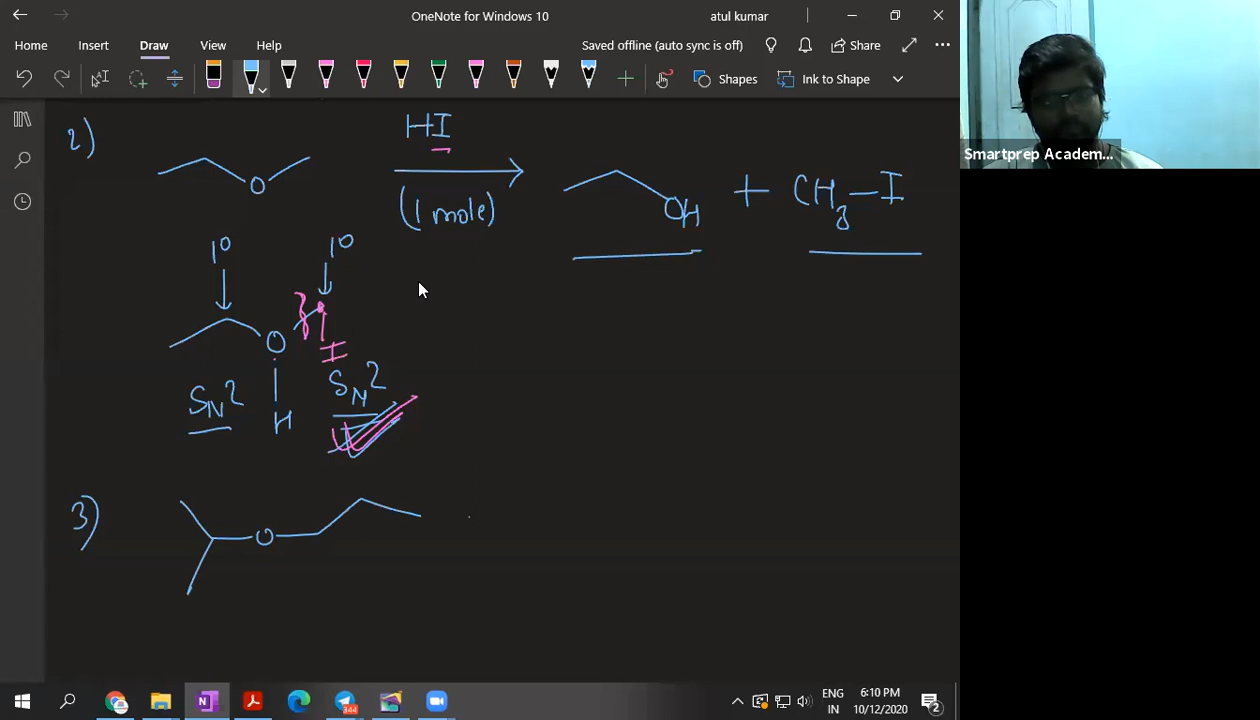 OneNote for Windows 10
atul kumar
Home Insert Draw View Help
Saved offline (auto sync is off)
Share
Shapes
Ink to Shape
Smartprep Academ...
2)
HI
O
(1 mole)
OH + CH3-I
1° 1°
O
I
SN2 H SN2
3)
O
344
ENG
IN
6:10 PM
10/12/2020
2